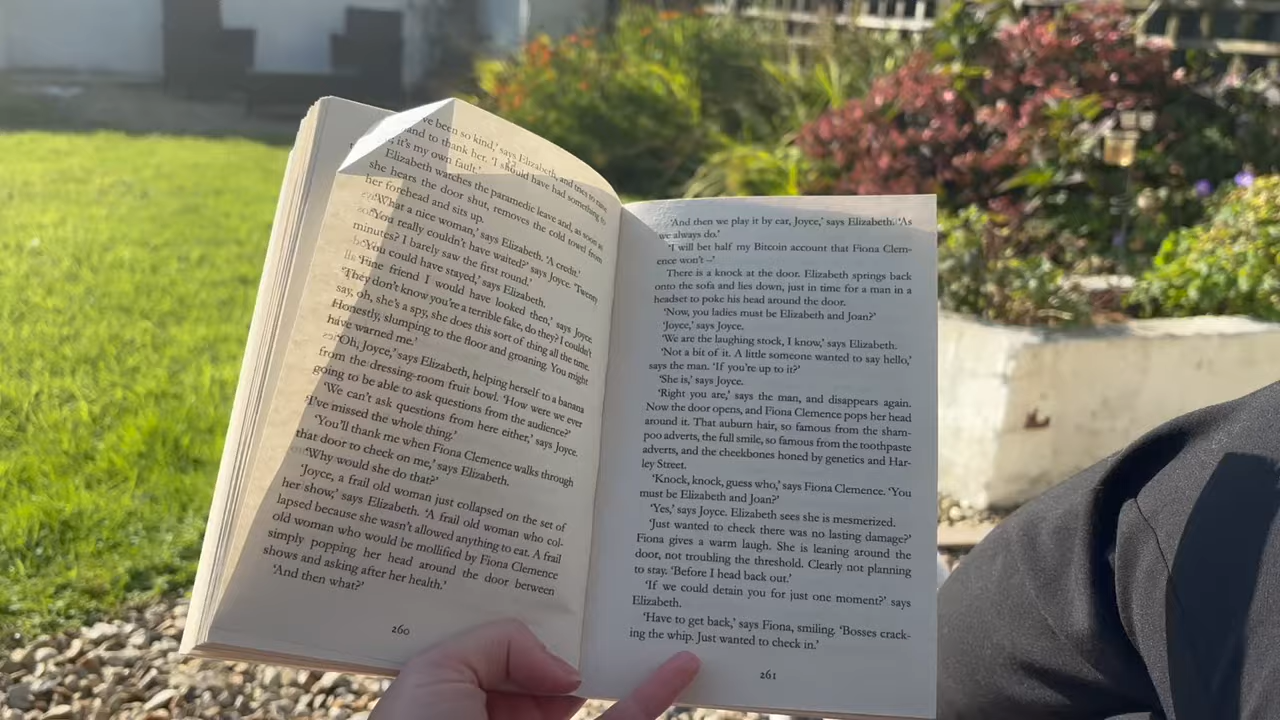 've been so kind,' says Elizabeth, and tries to raise
and to thank her. 'I should have had something to
it's my own fault.'
Elizabeth watches the paramedic leave and, as soon as
she hears the door shut, removes the cold towel from
her forehead and sits up.
'What a nice woman,' says Elizabeth. 'A credit.'
'You really couldn't have waited?' says Joyce. 'Twenty
minutes? I barely saw the first round.'
'You could have stayed,' says Elizabeth.
'Fine friend I would have looked then,' says Joyce.
'They don't know you're a terrible fake, do they? I couldn't
say, oh, she's a spy, she does this sort of thing all the time.
Honestly, slumping to the floor and groaning. You might
have warned me.'
'Oh, Joyce,' says Elizabeth, helping herself to a banana
from the dressing-room fruit bowl. 'How were we ever
going to be able to ask questions from the audience?'
'We can't ask questions from here either,' says Joyce.
'I've missed the whole thing.'
'You'll thank me when Fiona Clemence walks through
that door to check on me,' says Elizabeth.
'Why would she do that?'
'Joyce, a frail old woman just collapsed on the set of
her show,' says Elizabeth. 'A frail old woman who col-
lapsed because she wasn't allowed anything to eat. A frail
old woman who would be mollified by Fiona Clemence
simply popping her head around the door between
shows and asking after her health.'
'And then what?'
260
'And then we play it by ear, Joyce,' says Elizabeth. 'As
we always do.'
'I will bet half my Bitcoin account that Fiona Clem-
ence won't –'
There is a knock at the door. Elizabeth springs back
onto the sofa and lies down, just in time for a man in a
headset to poke his head around the door.
'Now, you ladies must be Elizabeth and Joan?'
'Joyce,' says Joyce.
'We are the laughing stock, I know,' says Elizabeth.
'Not a bit of it. A little someone wanted to say hello,'
says the man. 'If you're up to it?'
'She is,' says Joyce.
'Right you are,' says the man, and disappears again.
Now the door opens, and Fiona Clemence pops her head
around it. That auburn hair, so famous from the sham-
poo adverts, the full smile, so famous from the toothpaste
adverts, and the cheekbones honed by genetics and Har-
ley Street.
'Knock, knock, guess who,' says Fiona Clemence. 'You
must be Elizabeth and Joan?'
'Yes,' says Joyce. Elizabeth sees she is mesmerized.
'Just wanted to check there was no lasting damage?'
Fiona gives a warm laugh. She is leaning around the
door, not troubling the threshold. Clearly not planning
to stay. 'Before I head back out.'
'If we could detain you for just one moment?' says
Elizabeth.
'Have to get back,' says Fiona, smiling. 'Bosses crack-
ing the whip. Just wanted to check in.'
261